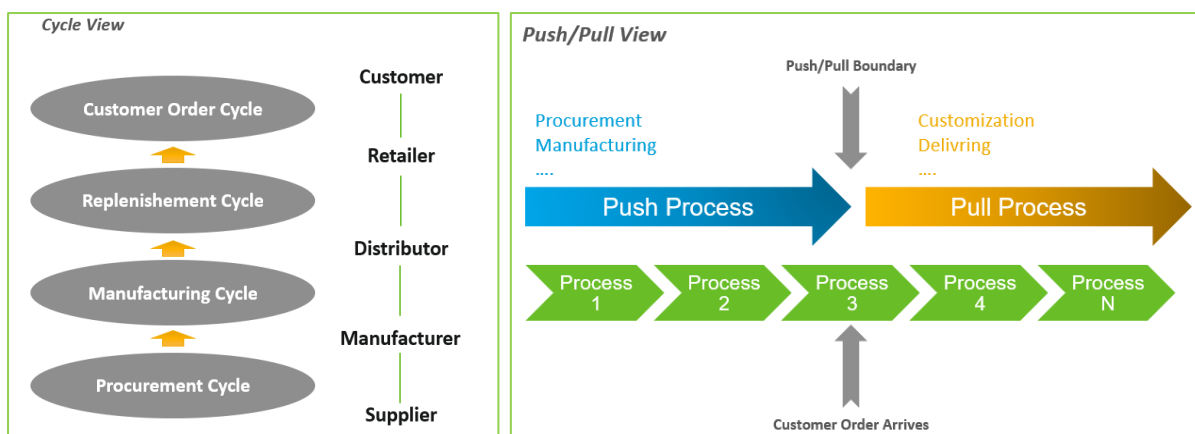 Cycle View
Customer Order Cycle
Replenishement Cycle
Manufacturing Cycle
Procurement Cycle
Customer
Retailer
Distributor
Manufacturer
Supplier
Push/Pull View
Push/Pull Boundary
Procurement
Manufacturing
....
Customization
Delivring
....
Push Process
Pull Process
Process
1
Process
2
Process
3
Process
4
Process
N
Customer Order Arrives